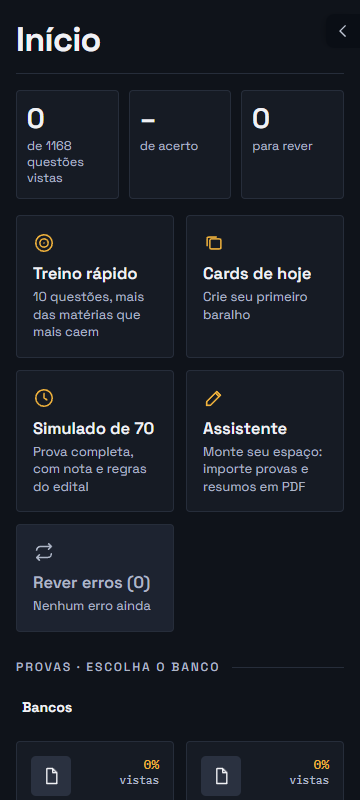 Início
0
de 1168
questões
vistas
–
de acerto
0
para rever
Treino rápido
10 questões, mais
das matérias que
mais caem
Cards de hoje
Crie seu primeiro
baralho
Simulado de 70
Prova completa,
com nota e regras
do edital
Assistente
Monte seu espaço:
importe provas e
resumos em PDF
Rever erros (0)
Nenhum erro ainda
PROVAS · ESCOLHA O BANCO
Bancos
0%
vistas
0%
vistas